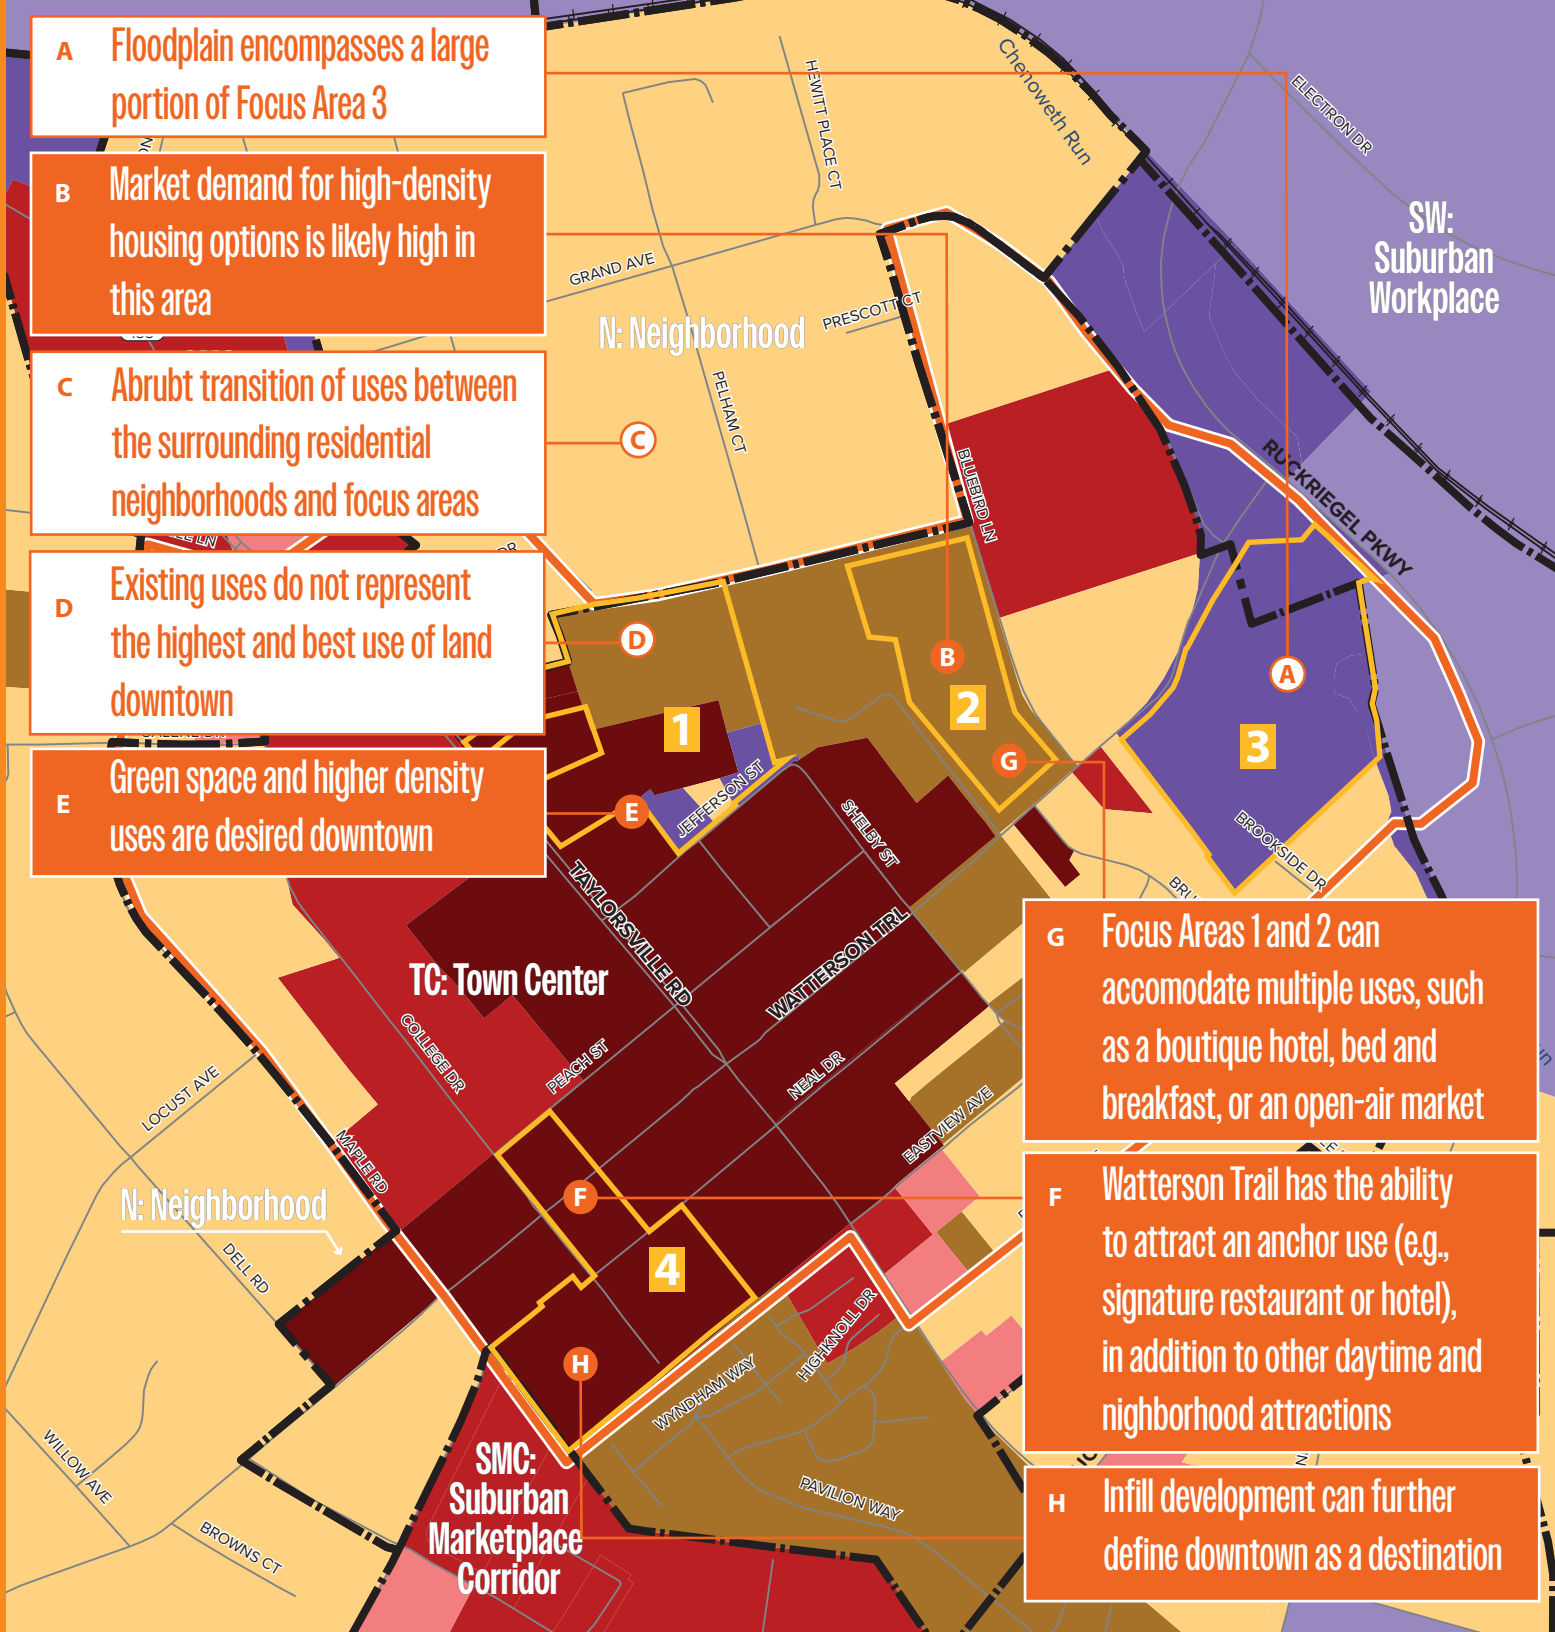 A
Floodplain encompasses a large
portion of Focus Area 3
B
Market demand for high-density
housing options is likely high in
this area
C
Abrubt transition of uses between
the surrounding residential
neighborhoods and focus areas
D
Existing uses do not represent
the highest and best use of land
downtown
E
Green space and higher density
uses are desired downtown
G
Focus Areas 1 and 2 can
accomodate multiple uses, such
as a boutique hotel, bed and
breakfast, or an open-air market
F
Watterson Trail has the ability
to attract an anchor use (e.g.,
signature restaurant or hotel),
in addition to other daytime and
nighborhood attractions
H
Infill development can further
define downtown as a destination
HEWITT PLACE CT
Chenoweth Run
ELECTRON DR
SW:
Suburban
Workplace
GRAND AVE
PRESCOTT CT
N: Neighborhood
PELHAM CT
C
BLUEBIRD LN
RUCKRIEGEL PKWY
D
B
A
1
2
3
G
E
JEFFERSON ST
SHELBY ST
BROOKSIDE DR
TAYLORSVILLE RD
WATTERSON TRL
TC: Town Center
COLLEGE DR
PEACH ST
NEAL DR
EASTVIEW AVE
LOCUST AVE
MAPLE RD
N: Neighborhood
DELL RD
F
4
H
HIGHKNOLL DR
WYNDHAM WAY
WILLOW AVE
SMC:
Suburban
Marketplace
Corridor
PAVILION WAY
BROWNS CT